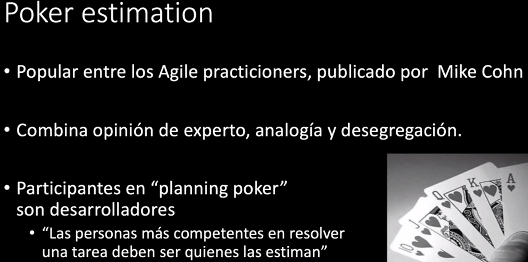 Poker estimation
• Popular entre los Agile practicioners, publicado por Mike Cohn
• Combina opinión de experto, analogía y desegregación.
• Participantes en “planning poker”
son desarrolladores
• “Las personas más competentes en resolver
una tarea deben ser quienes las estiman”
J
Q
K
A